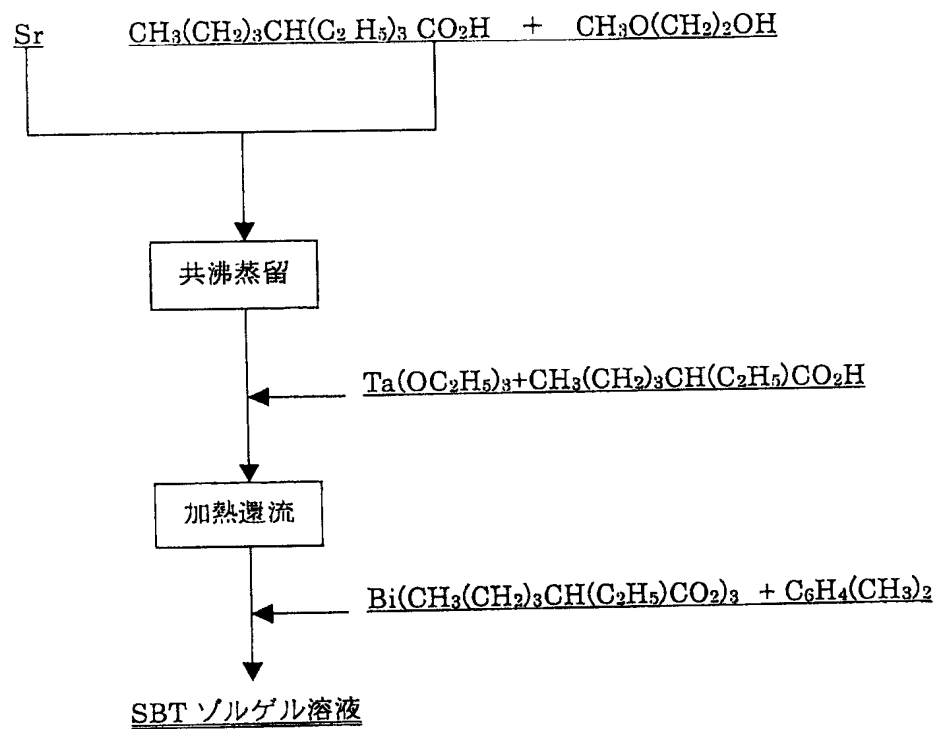 Sr CH₃(CH₂)₃CH(C₂ H₅)₃ CO₂H + CH₃O(CH₂)₂OH
共沸蒸留
Ta(OC₂H₅)₃+CH₃(CH₂)₃CH(C₂H₅)CO₂H
加熱還流
Bi(CH₃(CH₂)₃CH(C₂H₅)CO₂)₃ + C₆H₄(CH₃)₂
SBT ゾルゲル溶液